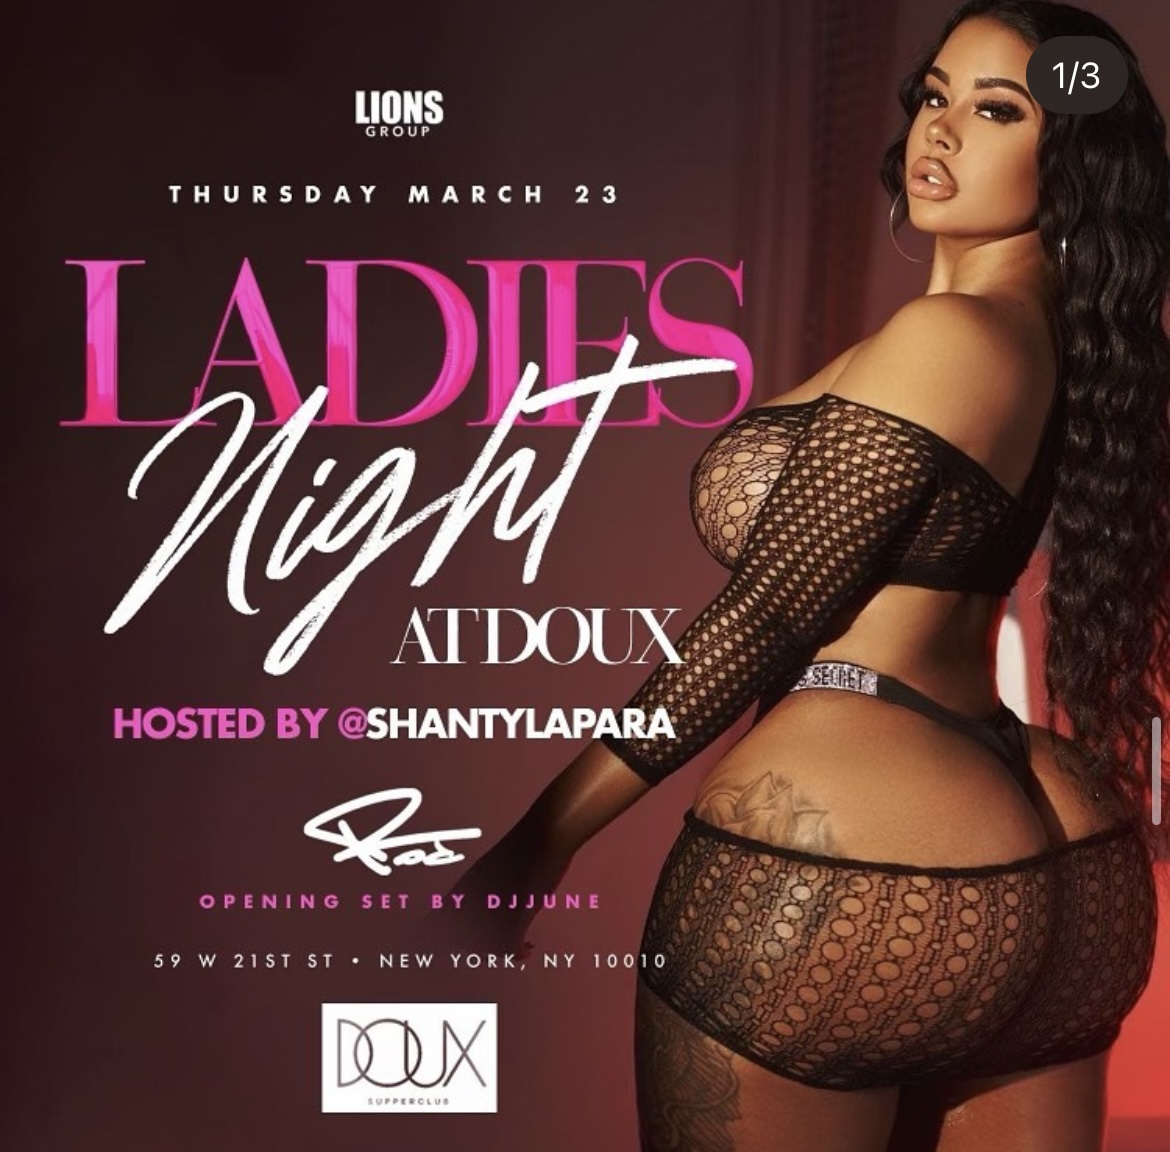 1/3
LIONS
GROUP
THURSDAY MARCH 23
LADIES
Night
AT DOUX
HOSTED BY @SHANTYLAPARA
OPENING SET BY DJJUNE
59 W 21ST ST • NEW YORK, NY 10010
DOUX
SUPPERCLUB
SECRET